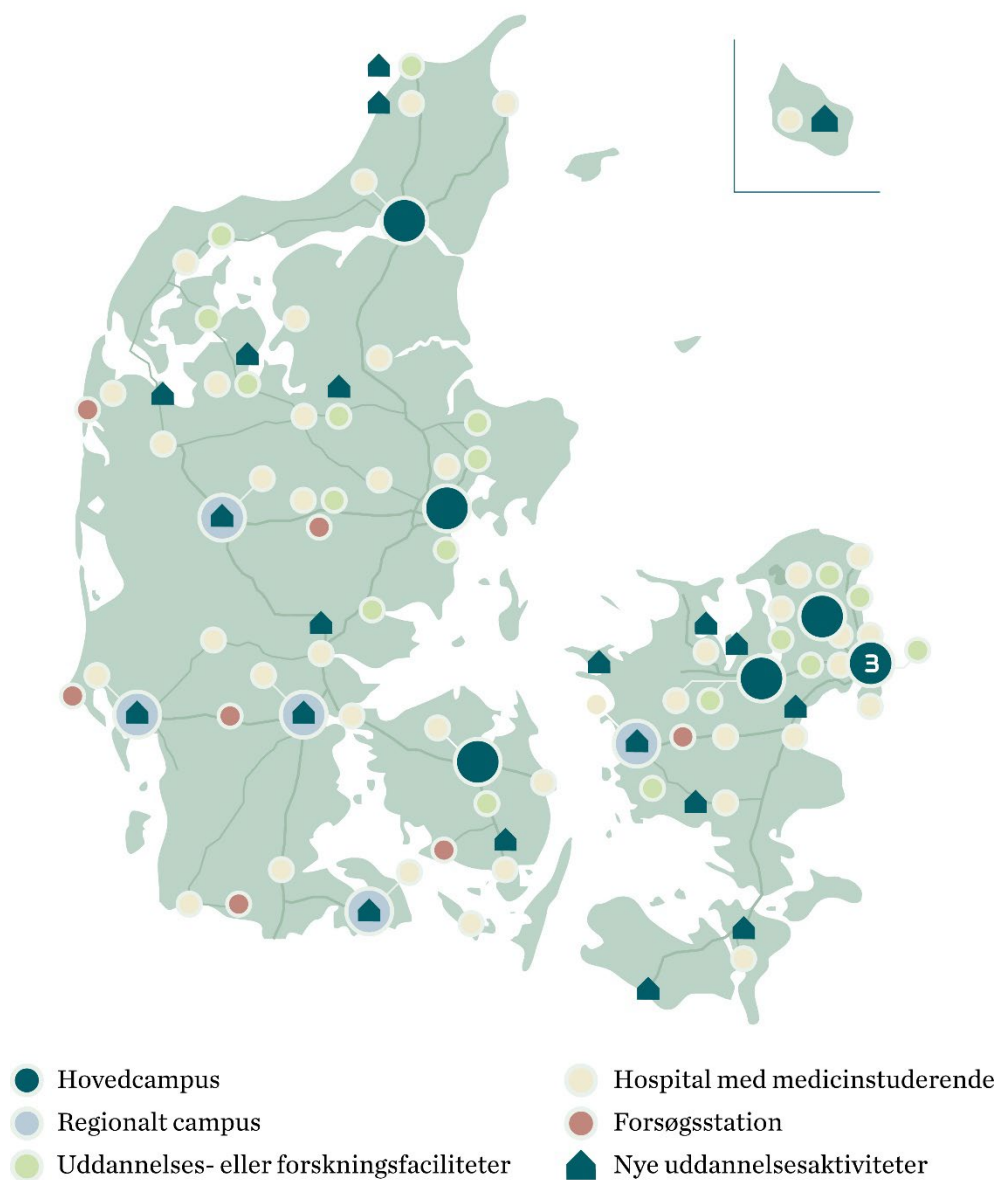 3
Hovedcampus
Regionalt campus
Uddannelses- eller forskningsfaciliteter
Hospital med medicinstuderende
Forsøgsstation
Nye uddannelsesaktiviteter